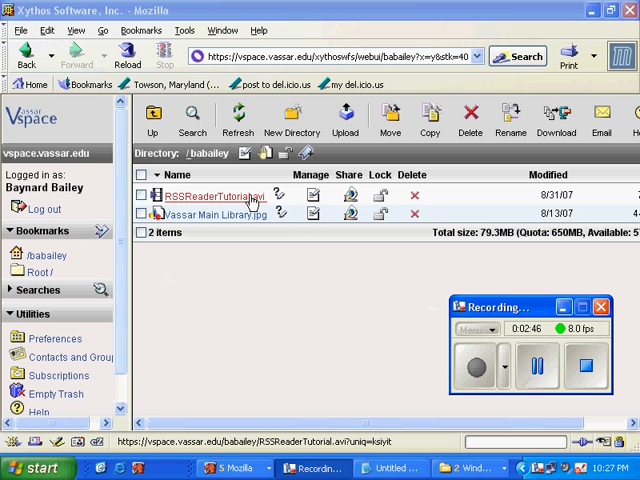 Xythos Software, Inc. - Mozilla
File Edit View Go Bookmarks Tools Window Help
Back Forward Reload Stop https://vspace.vassar.edu/xythoswfs/webui/babailey?x=y&stk=40 Search Print
Home Bookmarks Towson, Maryland (... post to del.icio.us my del.icio.us
Vassar
Vspace
Up Search Refresh New Directory Upload Move Copy Delete Rename Download Email
vspace.vassar.edu
Directory: /babailey
Name Manage Share Lock Delete Modified
Logged in as:
Baynard Bailey
RSSReaderTutorial.avi 8/31/07
Log out
Vassar Main Library.jpg 8/13/07
2 items Total size: 79.3MB (Quota: 650MB, Available: 57
Bookmarks
/babailey
Root /
Searches
Utilities
Preferences
Contacts and Group
Subscriptions
Empty Trash
Help
Recording...
Menu 0:02:46 8.0 fps
https://vspace.vassar.edu/babailey/RSSReaderTutorial.avi?uniq=ksiyit
start 5 Mozilla Recording... Untitled ... 2 Wind... 10:27 PM